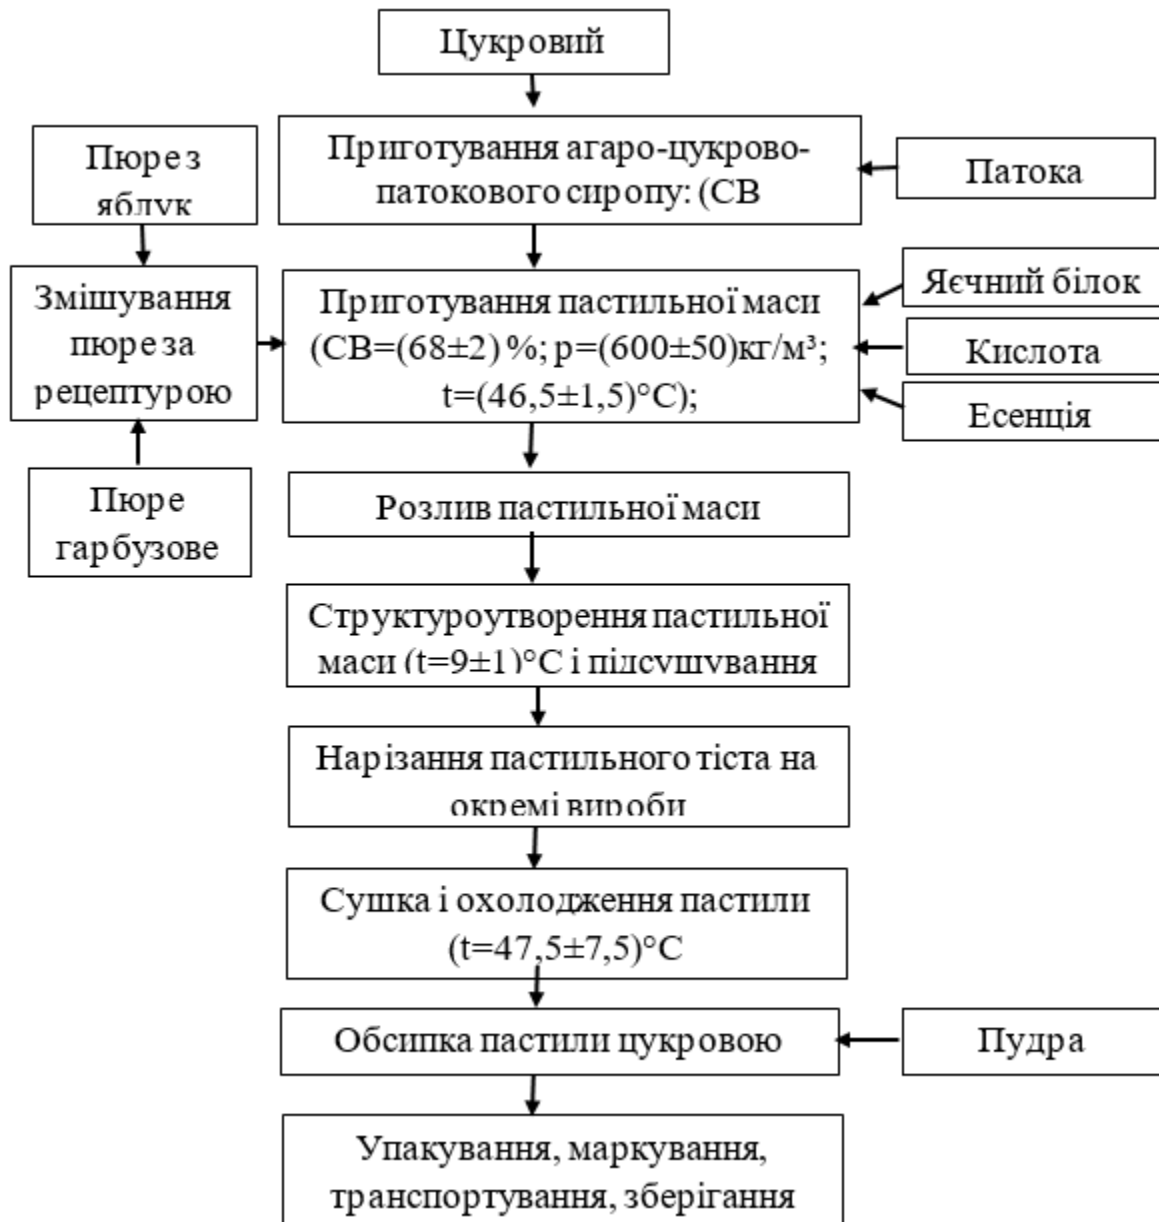 Цукровий
Приготування агаро-цукрово-
патокового сиропу: (СВ
Патока
Пюре з
яблук
Змішування
пюре за
рецептурою
Пюре
гарбузове
Приготування пастильної маси
(СВ=(68±2) %; р=(600±50)кг/м³;
t=(46,5±1,5)°С);
Яєчний білок
Кислота
Есенція
Розлив пастильної маси
Структуроутворення пастильної
маси (t=9±1)°С і підсушування
Нарізання пастильного тіста на
окремі вироби
Сушка і охолодження пастили
(t=47,5±7,5)°С
Обсипка пастили цукровою
Пудра
Упакування, маркування,
транспортування, зберігання